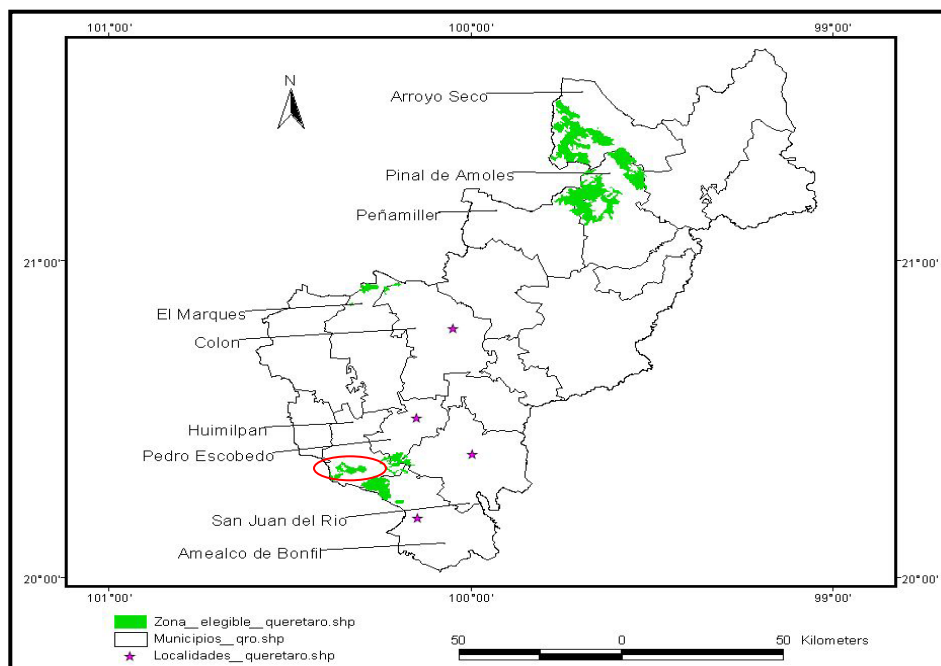 101°00' 100°00' 99°00'
N
Arroyo Seco
Pinal de Amoles
Peñamiller
21°00' 21°00'
El Marques
Colon
Huimilpan
Pedro Escobedo
San Juan del Rio
Amealco de Bonfil
20°00' 20°00'
101°00' 100°00' 99°00'
Zona__elegible__queretaro.shp
Municipios__qro.shp
Localidades__queretaro.shp
50 0 50 Kilometers